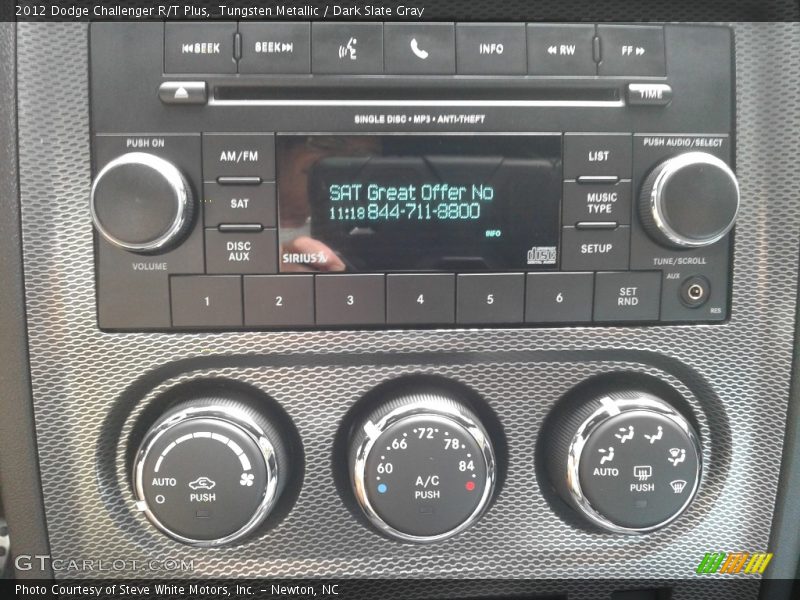 2012 Dodge Challenger R/T Plus, Tungsten Metallic / Dark Slate Gray
SEEK SEEK INFO RW FF
TIME
SINGLE DISC • MP3 • ANTI-THEFT
PUSH ON
AM/FM
SAT
DISC
AUX
VOLUME
SAT Great Offer No
11:18 844-711-8800
INFO
SIRIUS
disc
LIST
MUSIC
TYPE
SETUP
PUSH AUDIO/SELECT
TUNE/SCROLL
AUX
RES
1 2 3 4 5 6 SET
RND
AUTO
O
PUSH
60 66 72 78 84
A/C
PUSH
AUTO
PUSH
GTCARLOT.COM
Photo Courtesy of Steve White Motors, Inc. - Newton, NC